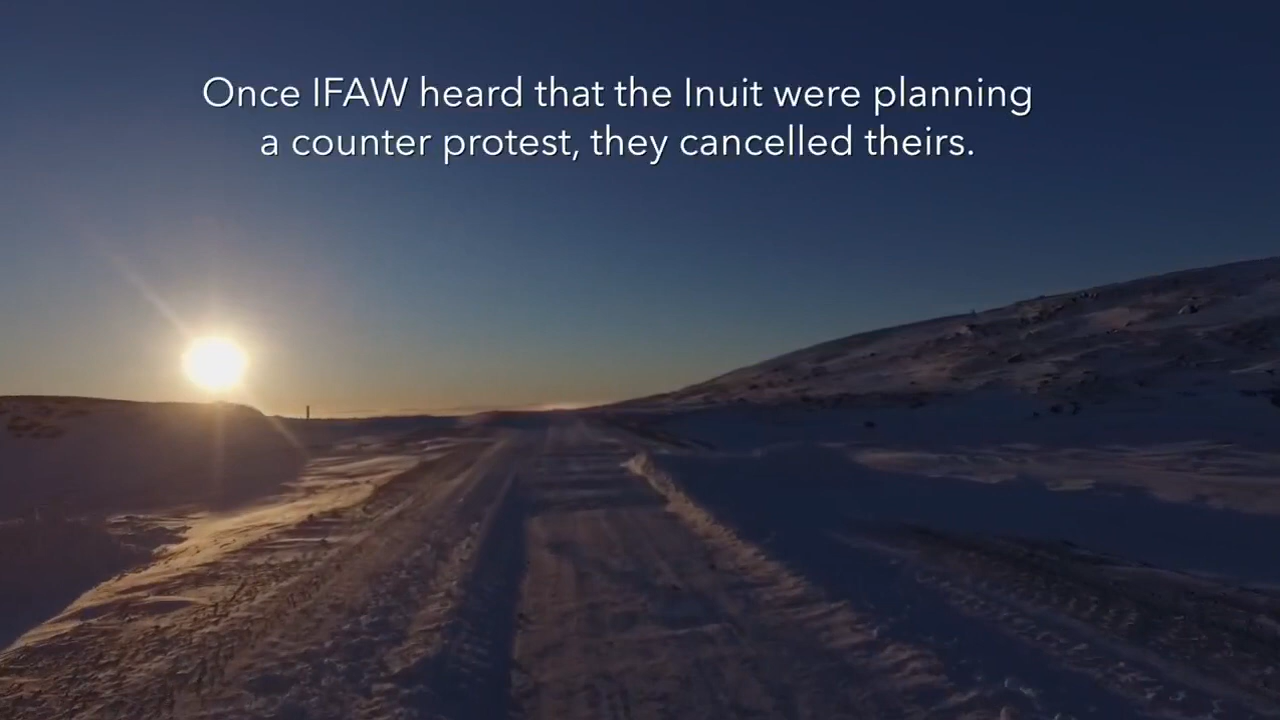 Once IFAW heard that the Inuit were planning
a counter protest, they cancelled theirs.